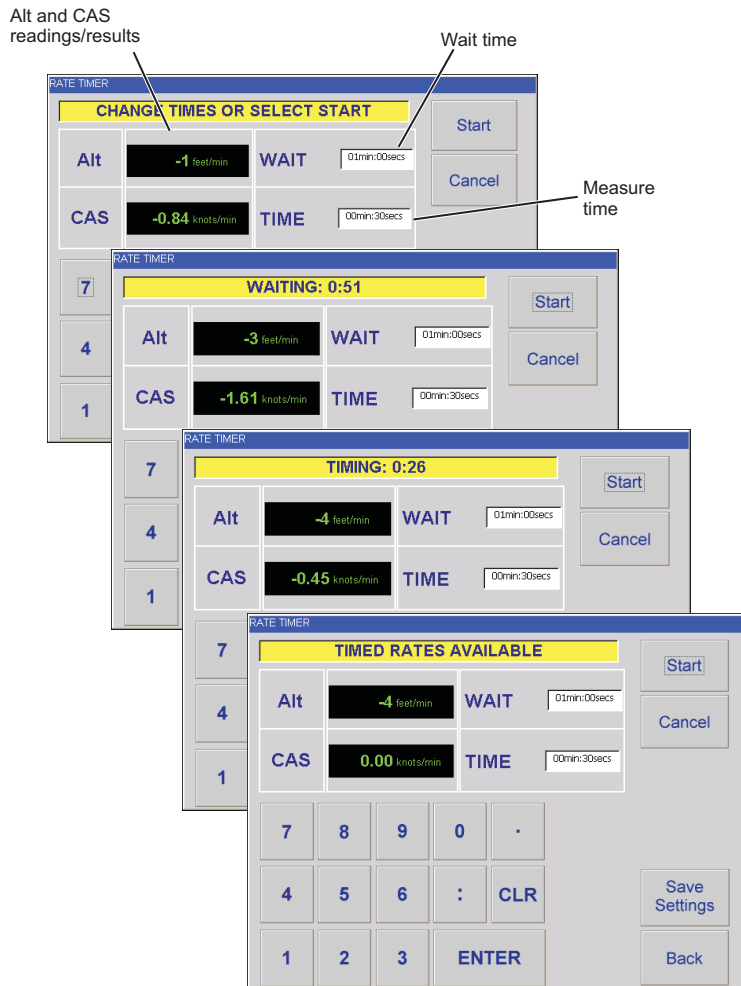 Alt and CAS
readings/results
Wait time
Measure
time
RATE TIMER
CHANGE TIMES OR SELECT START
Start
Alt
-1 feet/min
WAIT
01min:00secs
Cancel
CAS
-0.84 knots/min
TIME
00min:30secs
7
4
1
RATE TIMER
WAITING: 0:51
Start
Alt
-3 feet/min
WAIT
01min:00secs
Cancel
CAS
-1.61 knots/min
TIME
00min:30secs
7
4
1
RATE TIMER
TIMING: 0:26
Start
Alt
-4 feet/min
WAIT
01min:00secs
Cancel
CAS
-0.45 knots/min
TIME
00min:30secs
7
4
1
RATE TIMER
TIMED RATES AVAILABLE
Start
Alt
-4 feet/min
WAIT
01min:00secs
Cancel
CAS
0.00 knots/min
TIME
00min:30secs
7 8 9 0 .
4 5 6 : CLR
Save
Settings
1 2 3 ENTER
Back